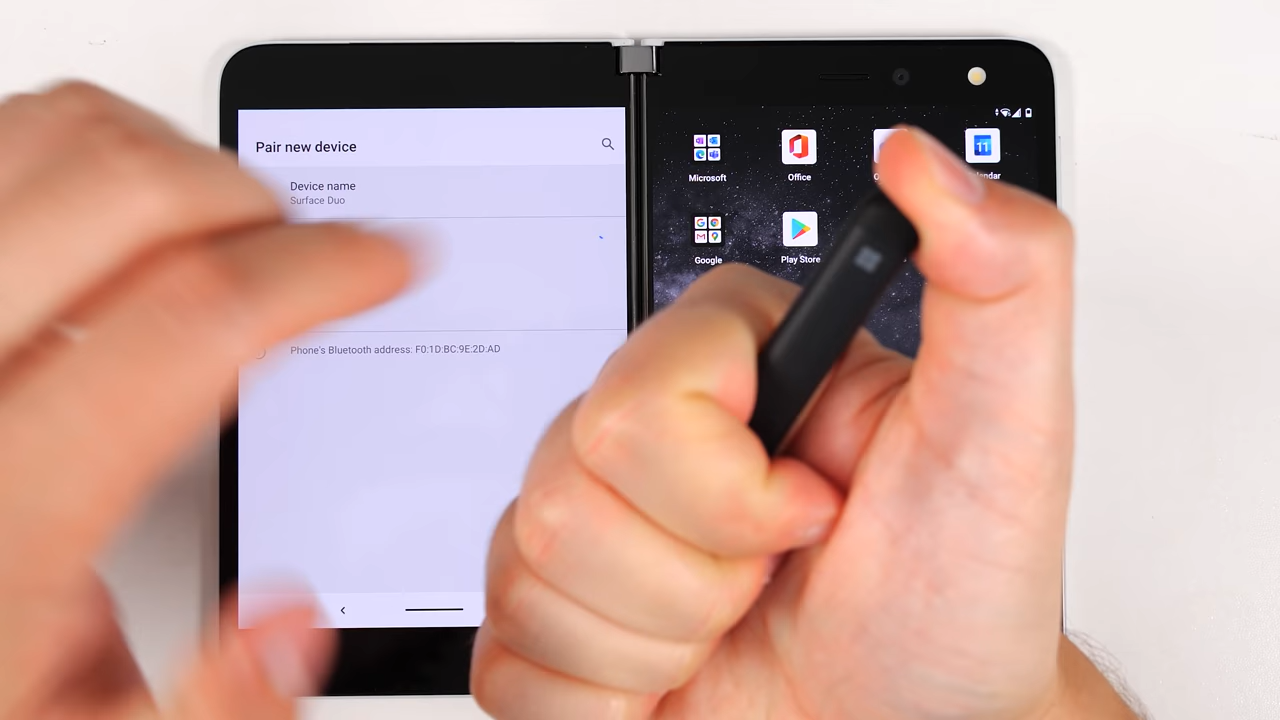 Pair new device
Device name
Surface Duo
Phone's Bluetooth address: F0:1D:BC:9E:2D:AD
Microsoft
Office
11
Google
Play Store